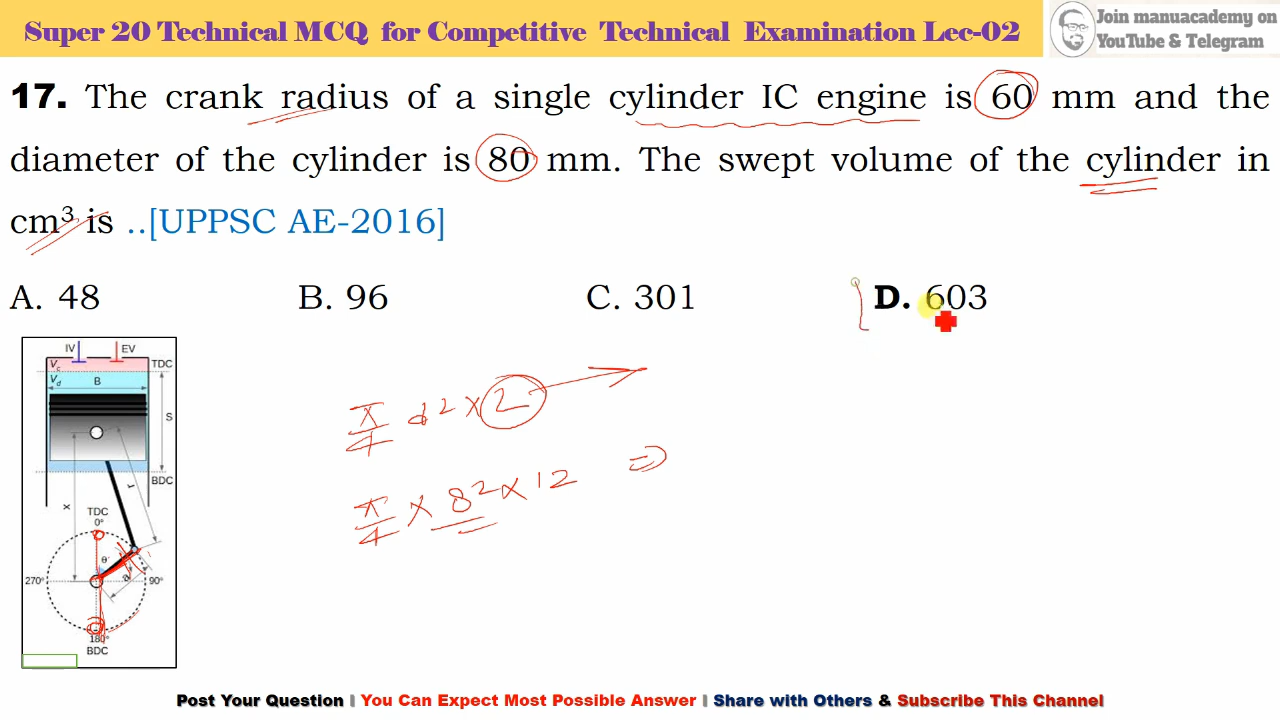 Super 20 Technical MCQ for Competitive Technical Examination Lec-02
Join manuacademy on
YouTube & Telegram
17. The crank radius of a single cylinder IC engine is 60 mm and the
diameter of the cylinder is 80 mm. The swept volume of the cylinder in
cm³ is ..[UPPSC AE-2016]
A. 48
B. 96
C. 301
D. 603
IV
EV
Vc
TDC
Vd
B
S
BDC
r
x
TDC
0°
θ
a
270°
90°
180°
BDC
π/4 d² × 2
π/4 × 8² × 12 ⇒
Post Your Question | You Can Expect Most Possible Answer | Share with Others & Subscribe This Channel